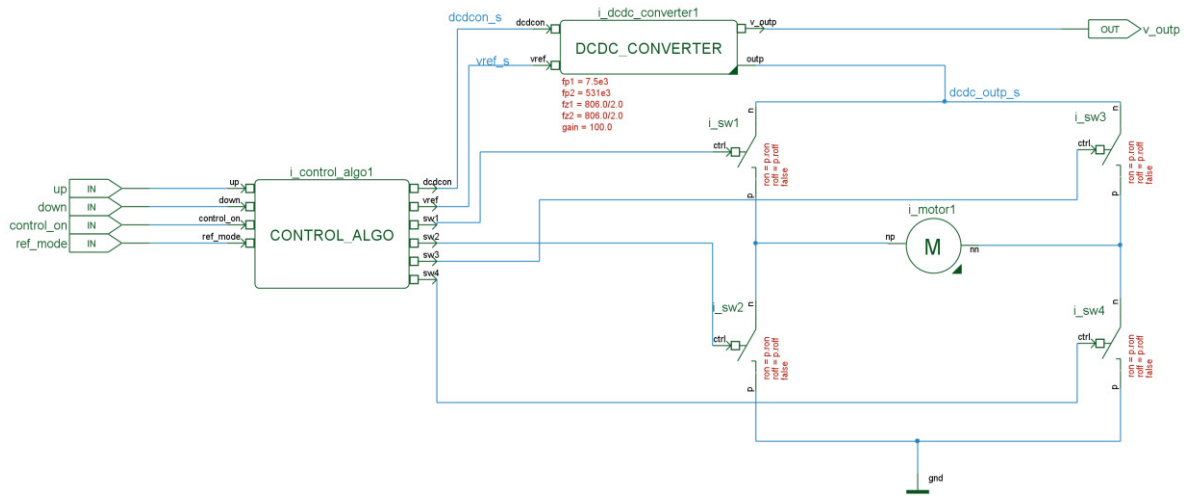 i_dcdc_converter1
dcdcon_s
dcdcon
v_outp
DCDC_CONVERTER
OUT
v_outp
vref_s
vref
outp
fp1 = 7.5e3
fp2 = 531e3
fz1 = 806.0/2.0
fz2 = 806.0/2.0
gain = 100.0
dcdc_outp_s
i_sw1
n
ctrl
p
ron = p.ron
roff = p.roff
false
i_sw3
n
ctrl
p
ron = p.ron
roff = p.roff
false
i_control_algo1
up
IN
up
down
IN
down
control_on
IN
control_on
ref_mode
IN
ref_mode
CONTROL_ALGO
dcdcon
vref
sw1
sw2
sw3
sw4
i_motor1
np
M
nn
i_sw2
n
ctrl
p
ron = p.ron
roff = p.roff
false
i_sw4
n
ctrl
p
ron = p.ron
roff = p.roff
false
gnd